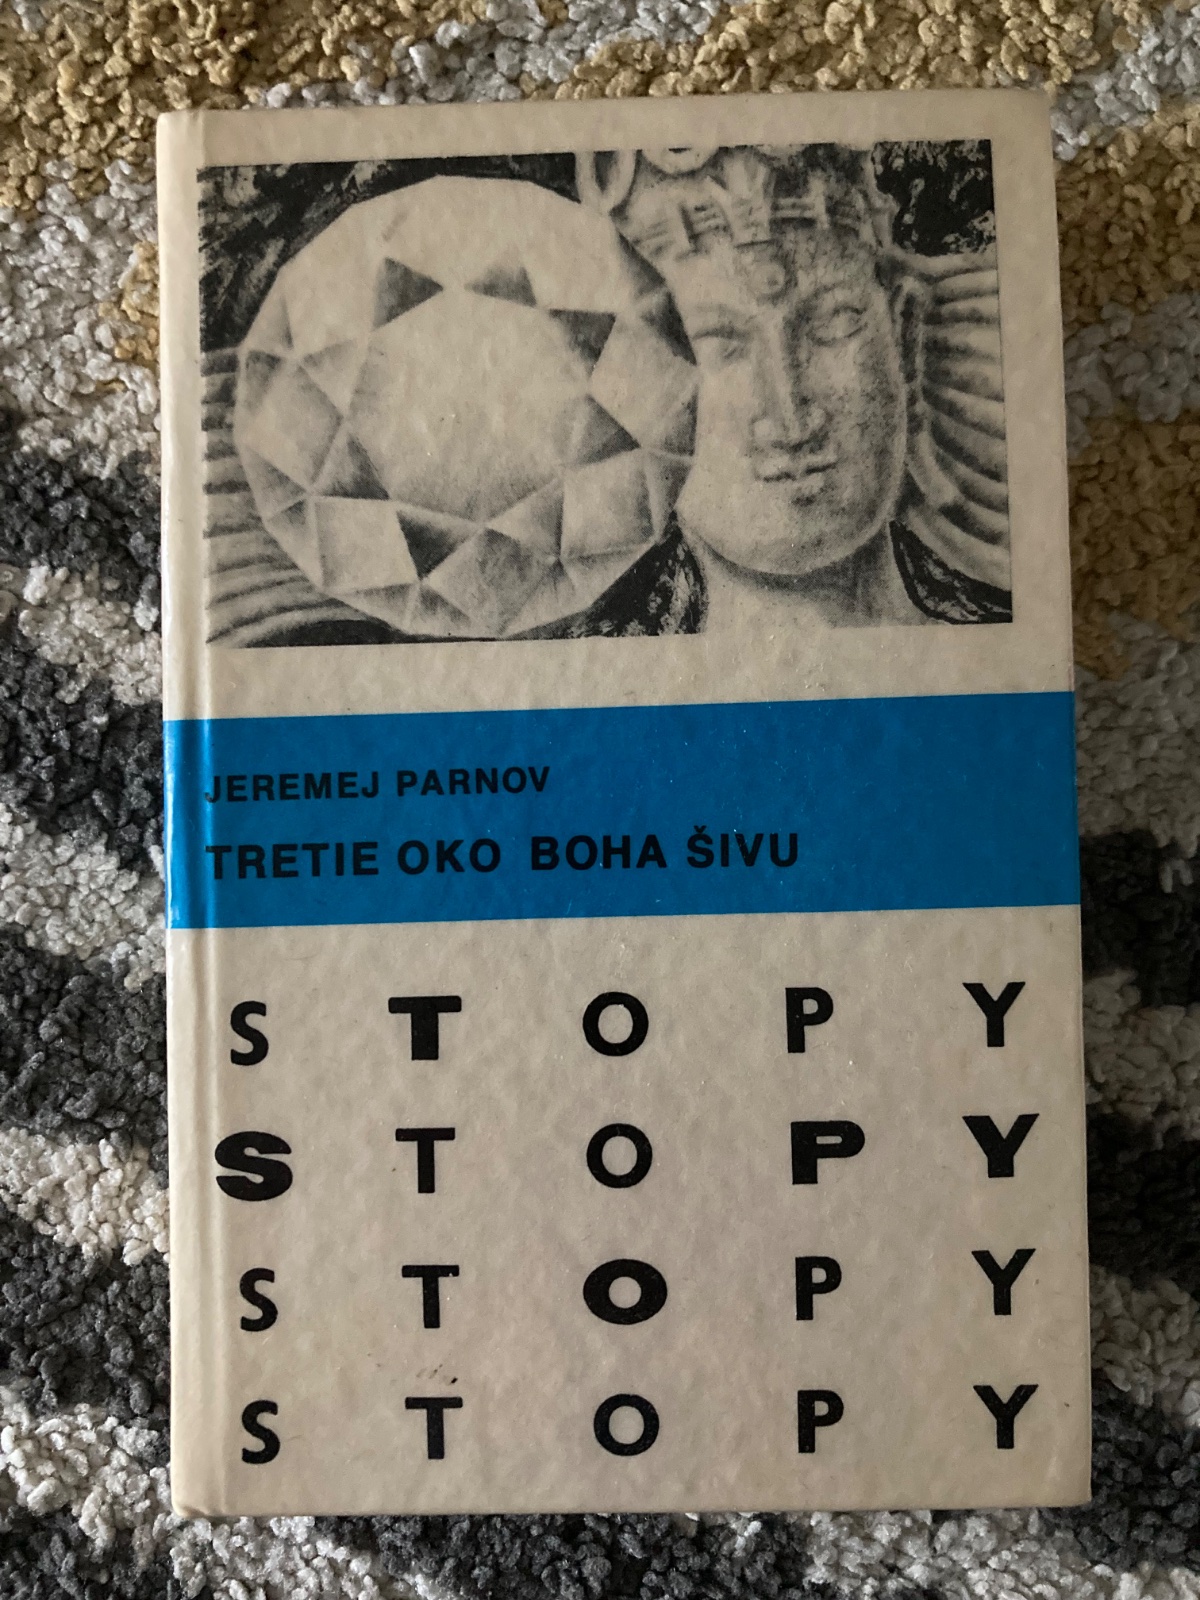 JEREMEJ PARNOV
TRETIE OKO BOHA ŠIVU
S T O P Y
S T O P Y
S T O P Y
S T O P Y